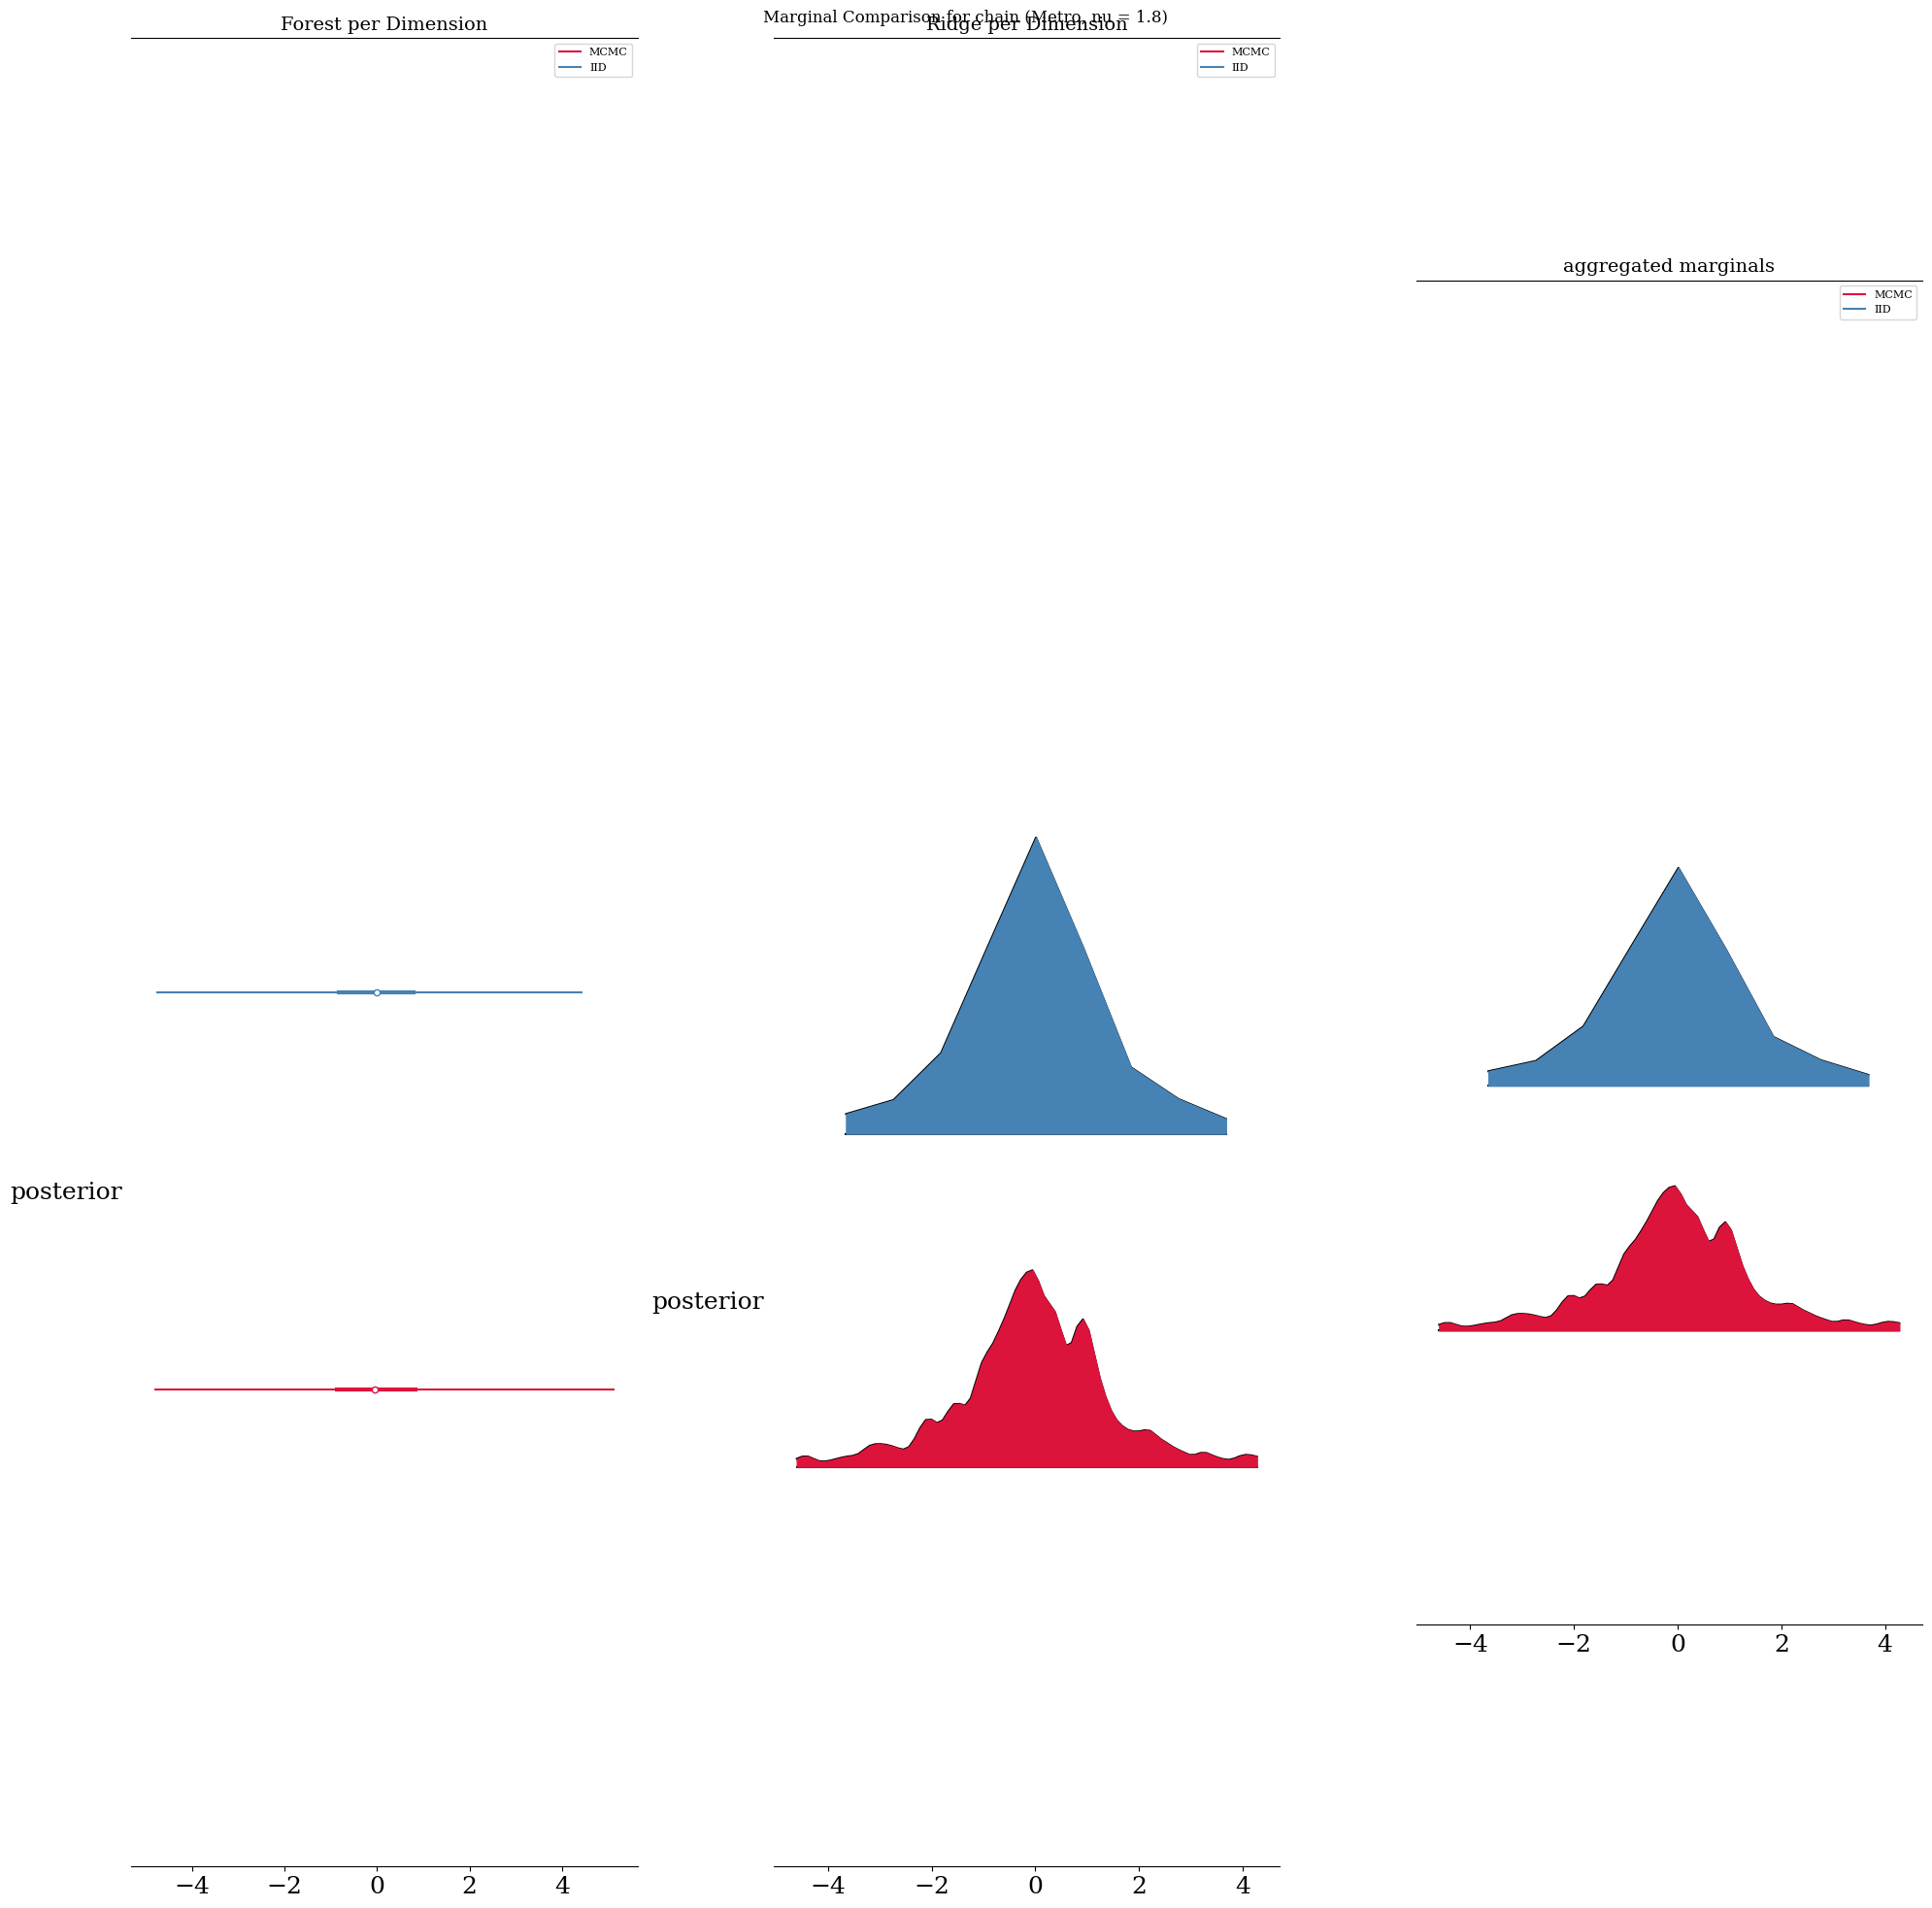 Marginal Comparison for chain (Metro, nu = 1.8)
Forest per Dimension
Ridge per Dimension
MCMC
IID
MCMC
IID
aggregated marginals
MCMC
IID
posterior
posterior
−4 −2 0 2 4
−4 −2 0 2 4
−4 −2 0 2 4